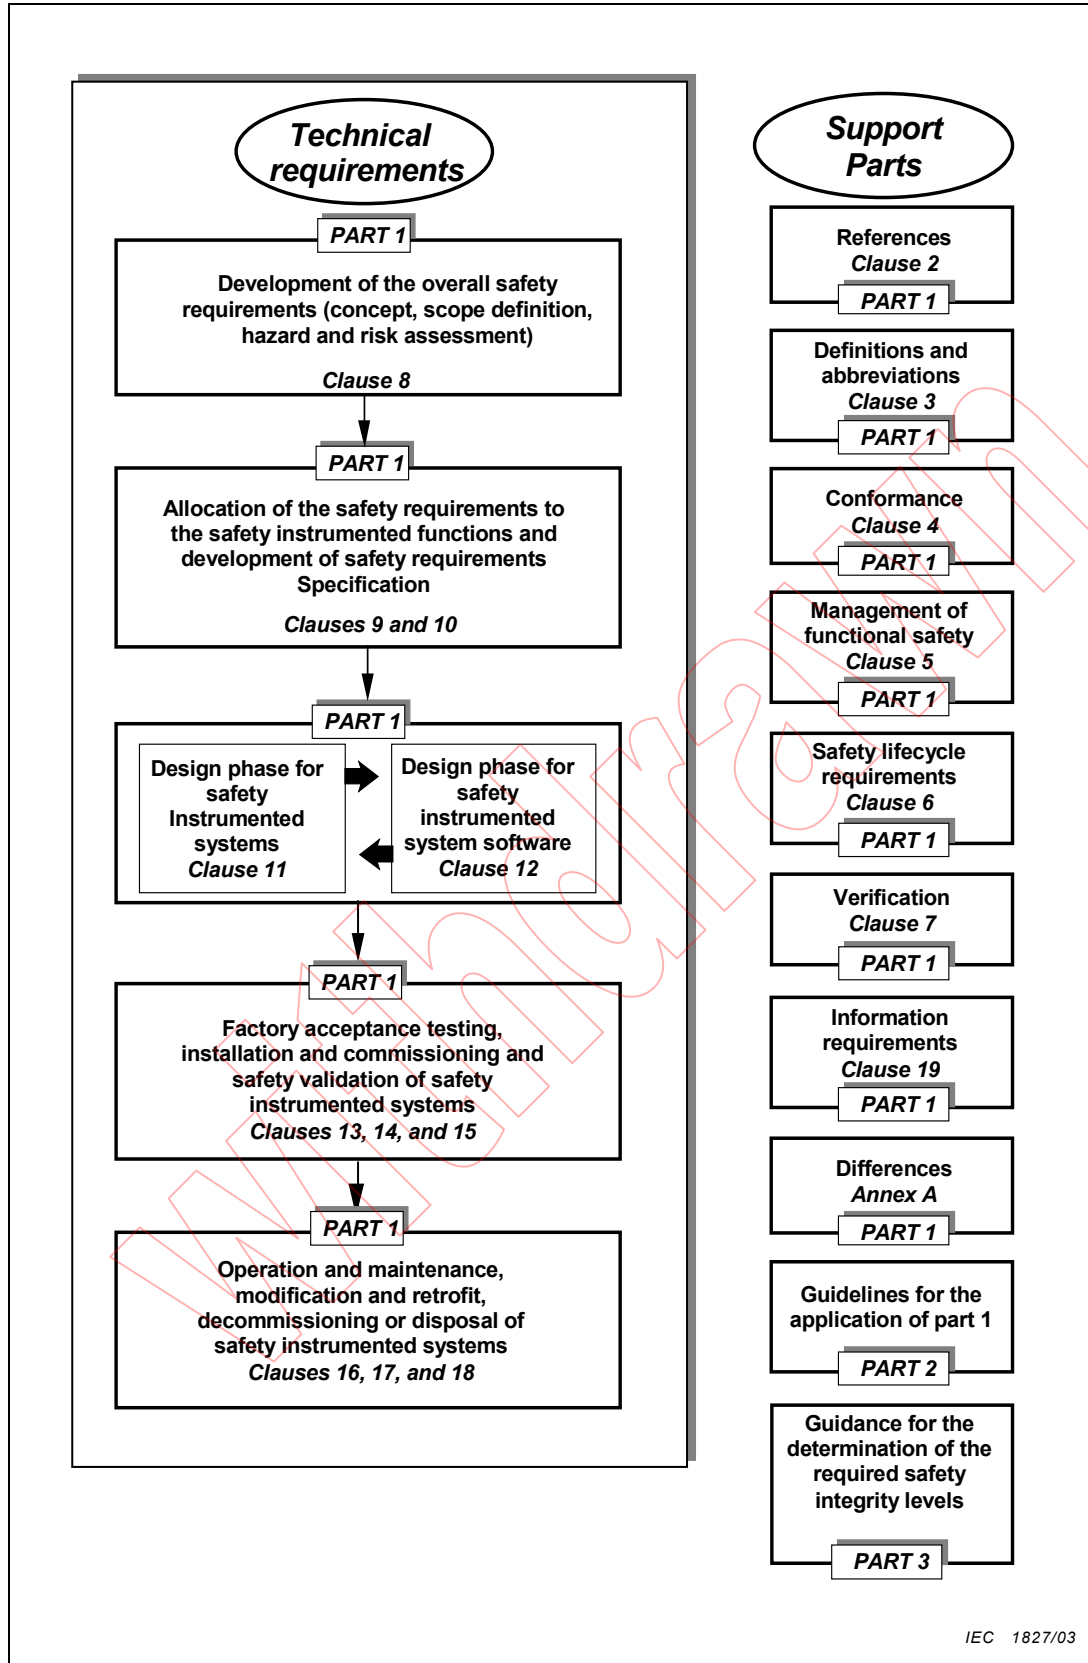 Technical
requirements
PART 1
Development of the overall safety
requirements (concept, scope definition,
hazard and risk assessment)
Clause 8
PART 1
Allocation of the safety requirements to
the safety instrumented functions and
development of safety requirements
Specification
Clauses 9 and 10
PART 1
Design phase for
safety
Instrumented
systems
Clause 11
Design phase for
safety
instrumented
system software
Clause 12
PART 1
Factory acceptance testing,
installation and commissioning and
safety validation of safety
instrumented systems
Clauses 13, 14, and 15
PART 1
Operation and maintenance,
modification and retrofit,
decommissioning or disposal of
safety instrumented systems
Clauses 16, 17, and 18
Support
Parts
References
Clause 2
PART 1
Definitions and
abbreviations
Clause 3
PART 1
Conformance
Clause 4
PART 1
Management of
functional safety
Clause 5
PART 1
Safety lifecycle
requirements
Clause 6
PART 1
Verification
Clause 7
PART 1
Information
requirements
Clause 19
PART 1
Differences
Annex A
PART 1
Guidelines for the
application of part 1
PART 2
Guidance for the
determination of the
required safety
integrity levels
PART 3
IEC 1827/03
Withdrawn